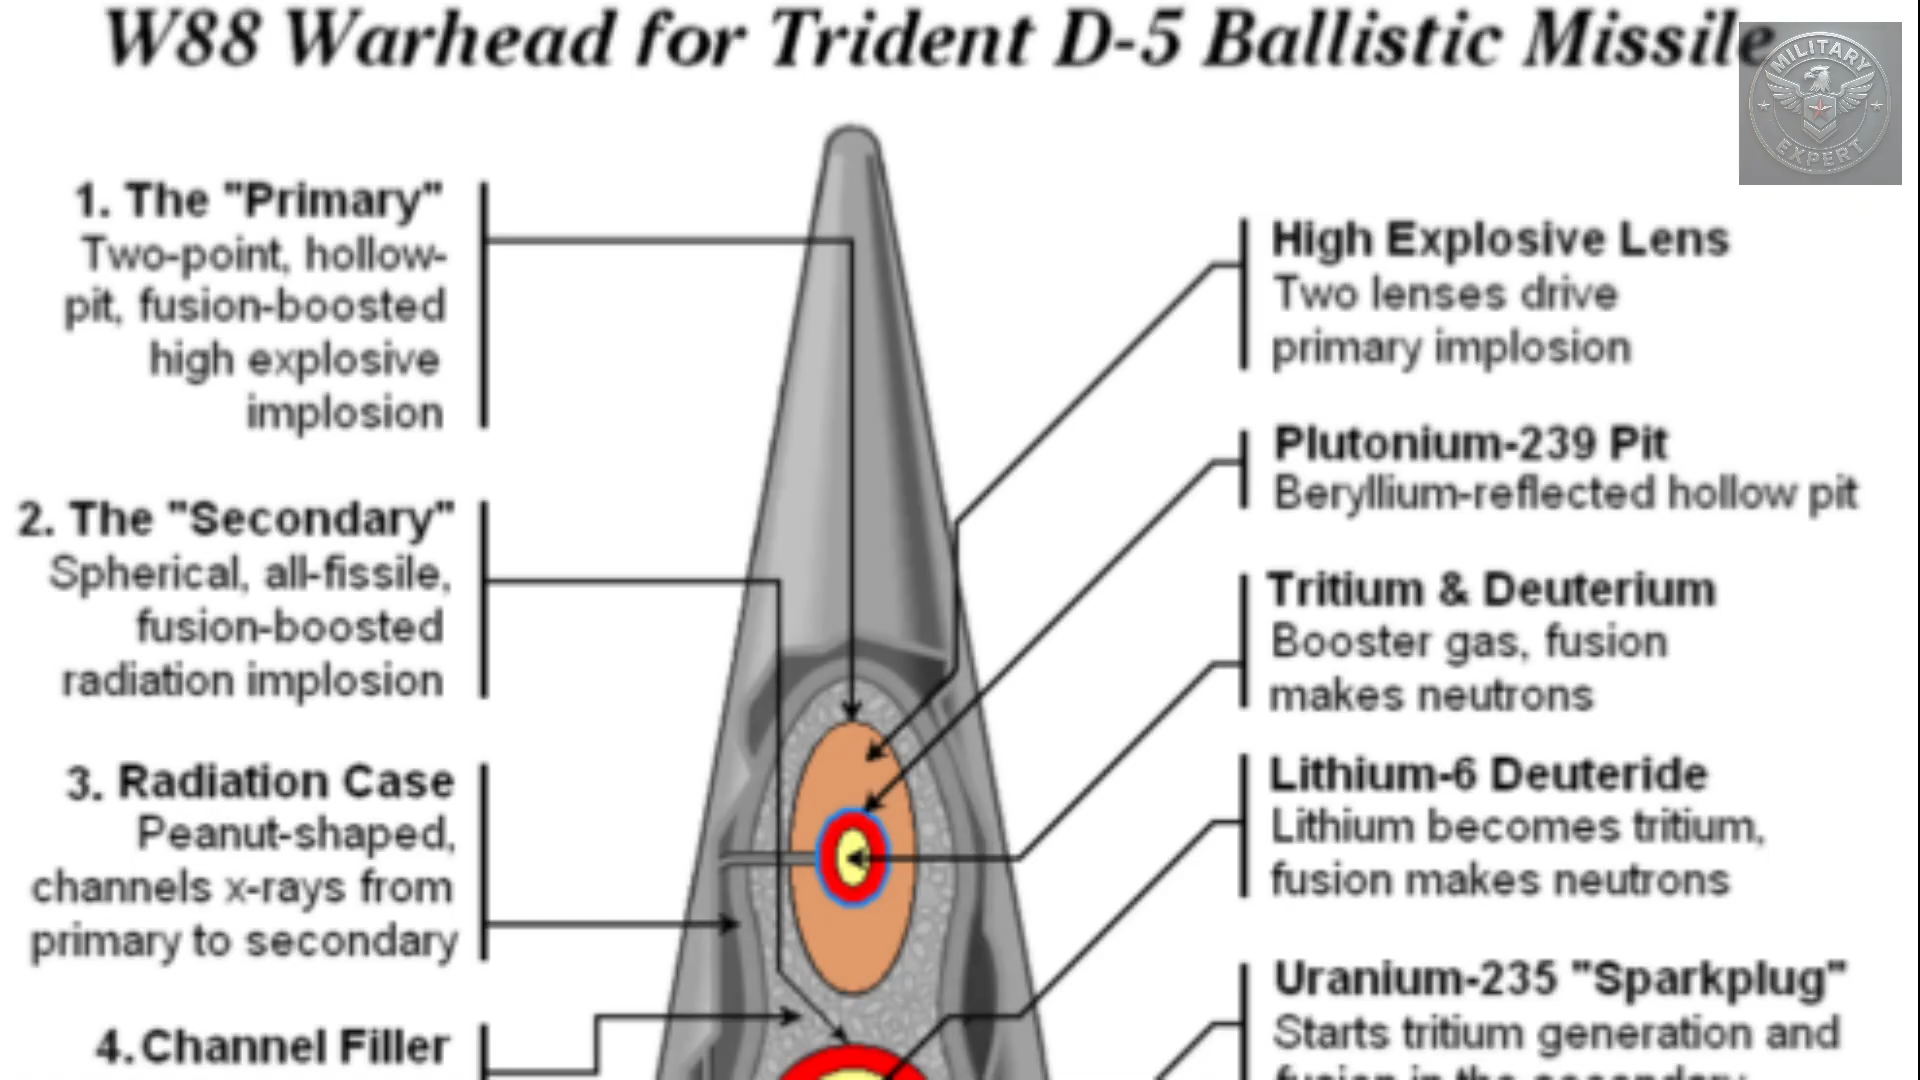 W88 Warhead for Trident D-5 Ballistic Missile
MILITARY
EXPERT
1. The "Primary"
Two-point, hollow-
pit, fusion-boosted
high explosive
implosion
2. The "Secondary"
Spherical, all-fissile,
fusion-boosted
radiation implosion
3. Radiation Case
Peanut-shaped,
channels x-rays from
primary to secondary
4. Channel Filler
High Explosive Lens
Two lenses drive
primary implosion
Plutonium-239 Pit
Beryllium-reflected hollow pit
Tritium & Deuterium
Booster gas, fusion
makes neutrons
Lithium-6 Deuteride
Lithium becomes tritium,
fusion makes neutrons
Uranium-235 "Sparkplug"
Starts tritium generation and
fusion in the secondary